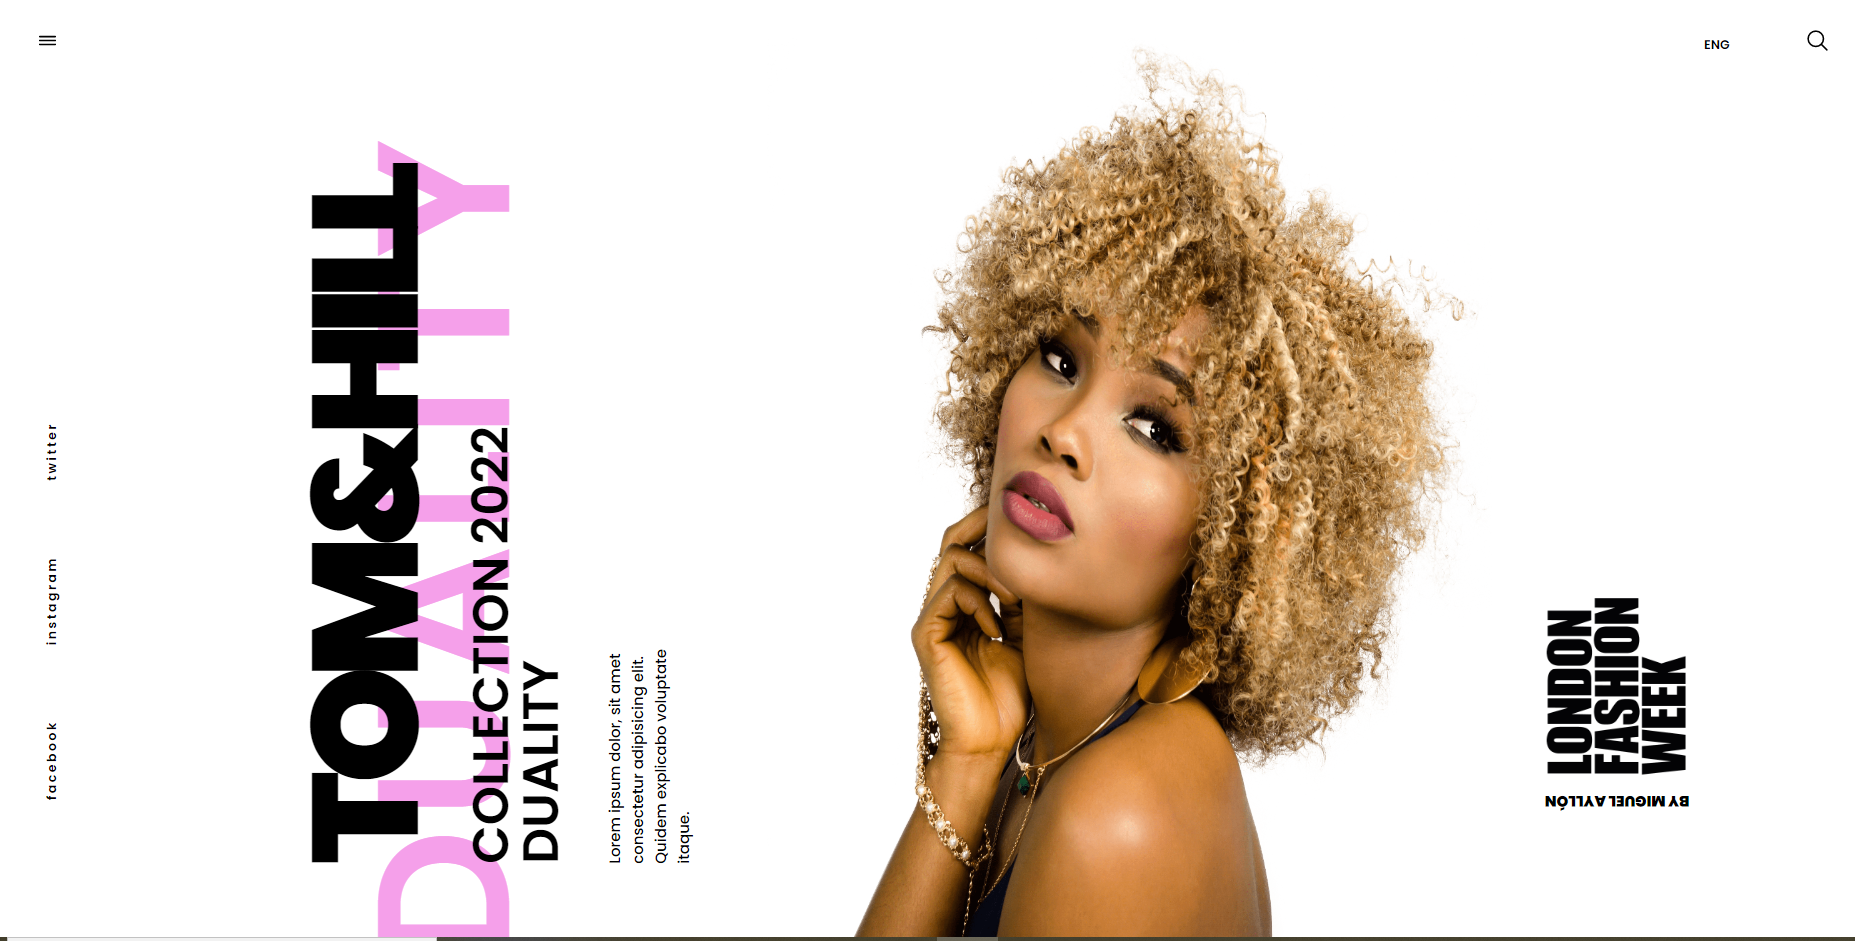 ENG
twitter
instagram
facebook
TOM&HILL
DUALITY
COLLECTION 2022
DUALITY
Lorem ipsum dolor, sit amet
consectetur adipisicing elit.
Quidem explicabo voluptate
itaque.
LONDON
FASHION
WEEK
BY MIGUEL AYLLÓN